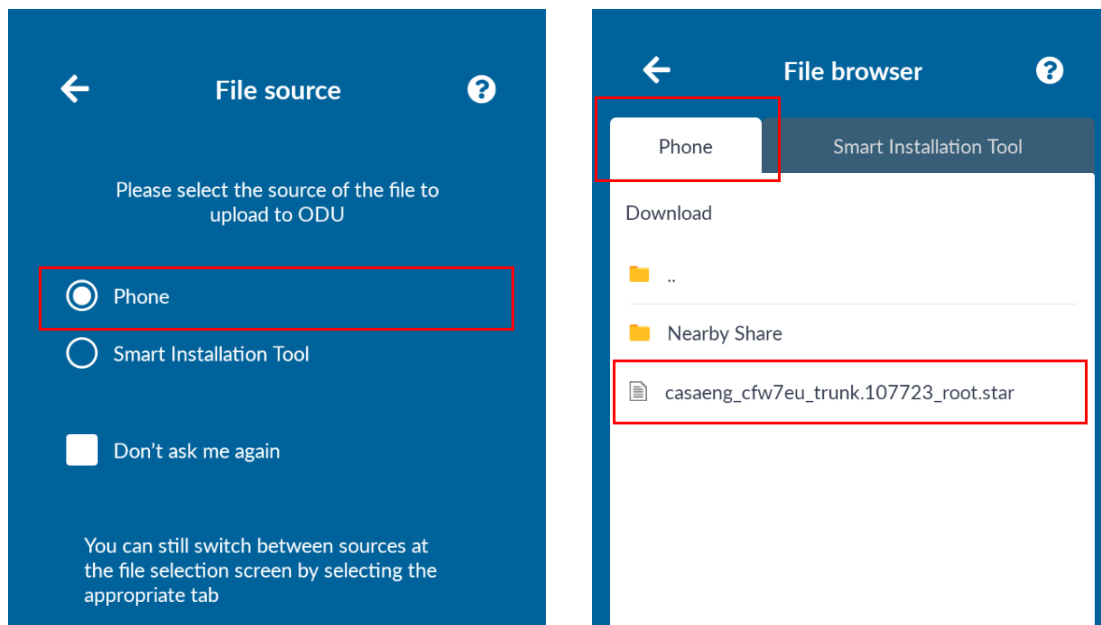 File source
Please select the source of the file to
upload to ODU
Phone
Smart Installation Tool
Don't ask me again
You can still switch between sources at
the file selection screen by selecting the
appropriate tab
File browser
Phone
Smart Installation Tool
Download
..
Nearby Share
casaeng_cfw7eu_trunk.107723_root.star